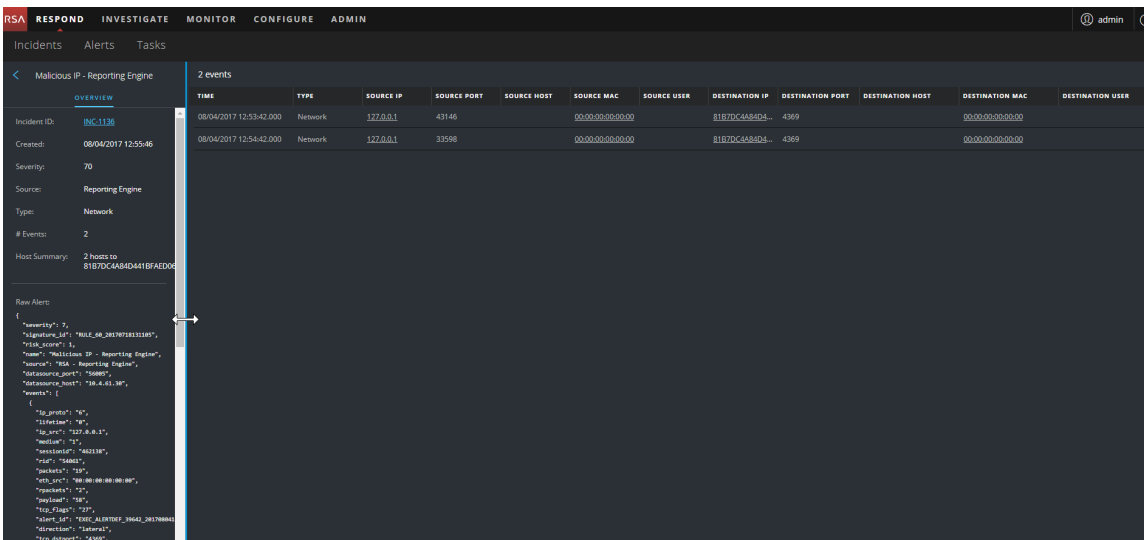 RSA RESPOND INVESTIGATE MONITOR CONFIGURE ADMIN admin
Incidents Alerts Tasks
Malicious IP - Reporting Engine
OVERVIEW
Incident ID: INC-1136
Created: 08/04/2017 12:55:46
Severity: 70
Source: Reporting Engine
Type: Network
# Events: 2
Host Summary: 2 hosts to
81B7DC4A84D441BFAED06
Raw Alert:
{
"severity": 7,
"signature_id": "RULE_60_20170718131105",
"risk_score": 1,
"name": "Malicious IP - Reporting Engine",
"source": "RSA - Reporting Engine",
"datasource_port": "56005",
"datasource_host": "10.4.61.30",
"events": [
{
"ip_proto": "6",
"lifetime": "0",
"ip_src": "127.0.0.1",
"medium": "1",
"sessionid": "462138",
"rid": "54061",
"packets": "19",
"eth_src": "00:00:00:00:00:00",
"rpackets": "2",
"payload": "58",
"tcp_flags": "27",
"alert_id": "EXEC_ALERTDEF_39642_201708041
"direction": "lateral",
"tcp_dstport": "4369",
2 events
TIME TYPE SOURCE IP SOURCE PORT SOURCE HOST SOURCE MAC SOURCE USER DESTINATION IP DESTINATION PORT DESTINATION HOST DESTINATION MAC DESTINATION USER
08/04/2017 12:53:42.000 Network 127.0.0.1 43146 00:00:00:00:00:00 81B7DC4A84D4... 4369 00:00:00:00:00:00
08/04/2017 12:54:42.000 Network 127.0.0.1 33598 00:00:00:00:00:00 81B7DC4A84D4... 4369 00:00:00:00:00:00